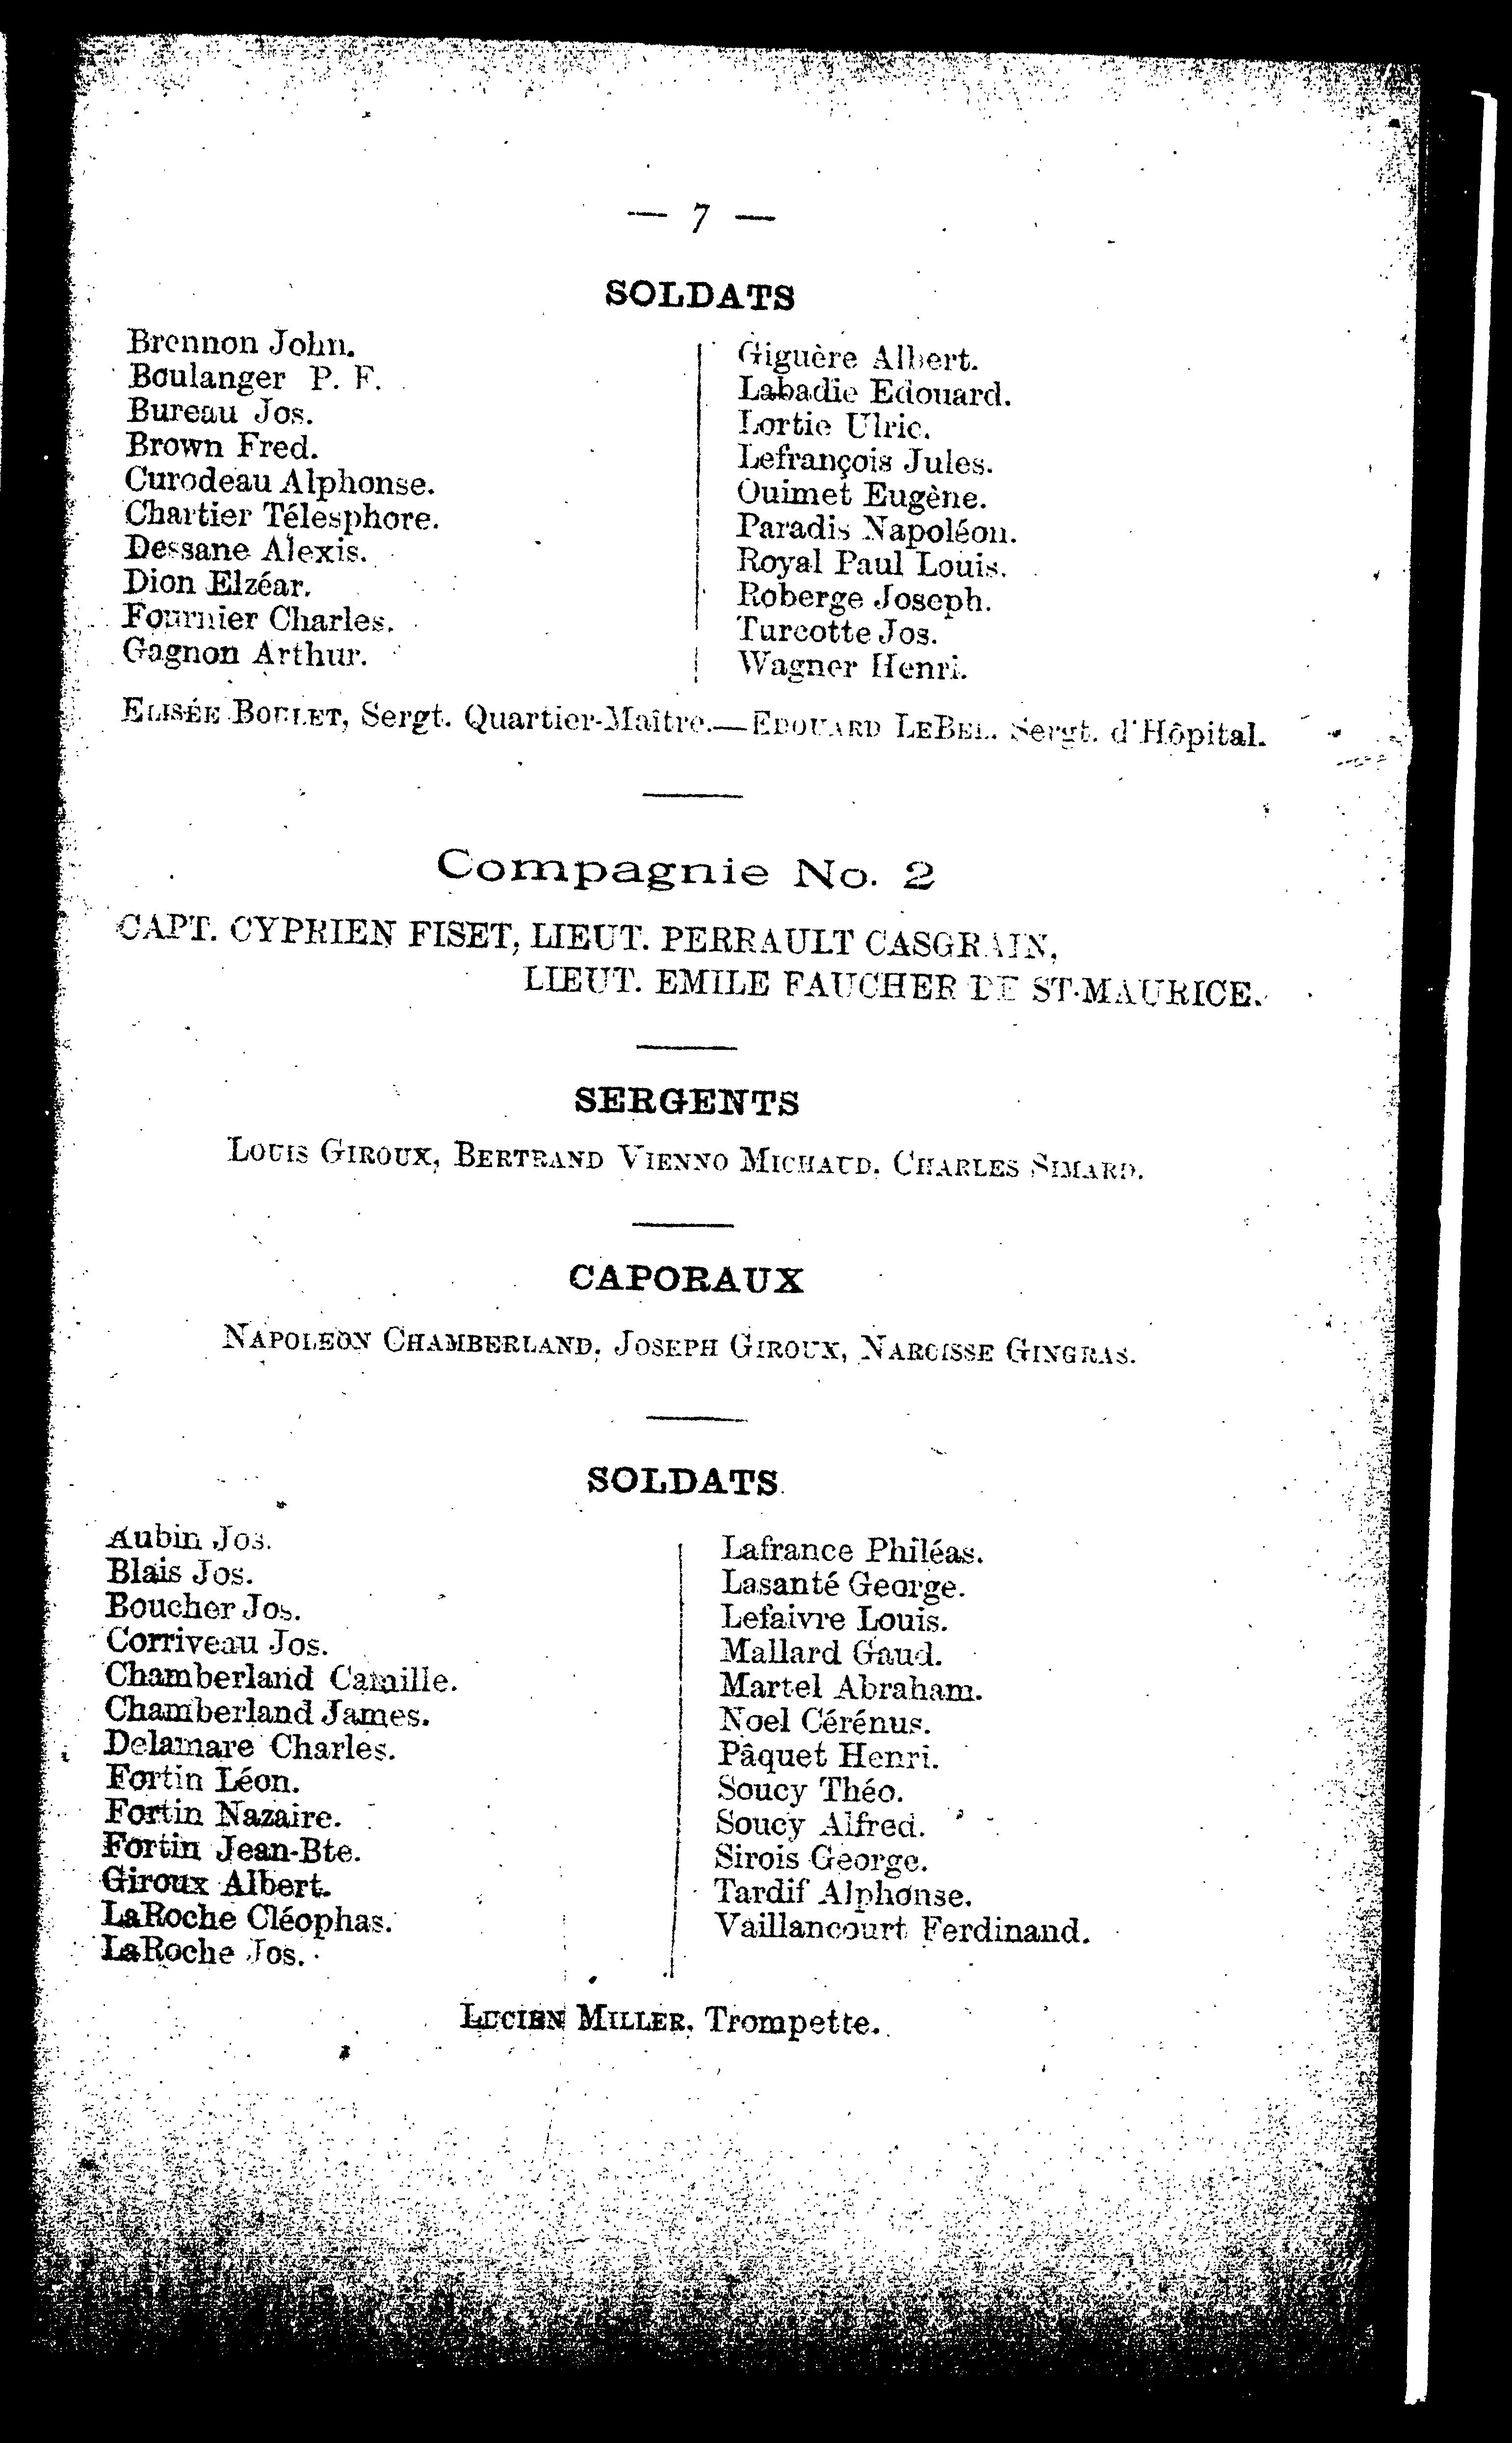 — 7 —
SOLDATS
Brennon John.
Boulanger P. F.
Bureau Jos.
Brown Fred.
Curodeau Alphonse.
Chartier Télesphore.
Dessane Alexis.
Dion Elzéar.
Fournier Charles.
Gagnon Arthur.
Giguère Albert.
Labadie Edouard.
Lortie Ulric.
Lefrançois Jules.
Ouimet Eugène.
Paradis Napoléon.
Royal Paul Louis.
Roberge Joseph.
Turcotte Jos.
Wagner Henri.
ELISÉE BOULET, Sergt. Quartier-Maître.—EDOUARD LEBEL. Sergt. d'Hôpital.
Compagnie No. 2
CAPT. CYPRIEN FISET, LIEUT. PERRAULT CASGRAIN,
LIEUT. EMILE FAUCHER DE ST-MAURICE.
SERGENTS
LOUIS GIROUX, BERTRAND VIENNO MICHAUD, CHARLES SIMARD.
CAPORAUX
NAPOLEON CHAMBERLAND, JOSEPH GIROUX, NARCISSE GINGRAS.
SOLDATS
Aubin Jos.
Blais Jos.
Boucher Jos.
Corriveau Jos.
Chamberland Camille.
Chamberland James.
Delamare Charles.
Fortin Léon.
Fortin Nazaire.
Fortin Jean-Bte.
Giroux Albert.
LaRoche Cléophas.
LaRoche Jos.
Lafrance Philéas.
Lasanté George.
Lefaivre Louis.
Mallard Gaud.
Martel Abraham.
Noel Cérénus.
Pâquet Henri.
Soucy Théo.
Soucy Alfred.
Sirois George.
Tardif Alphonse.
Vaillancourt Ferdinand.
LUCIEN MILLER, Trompette.